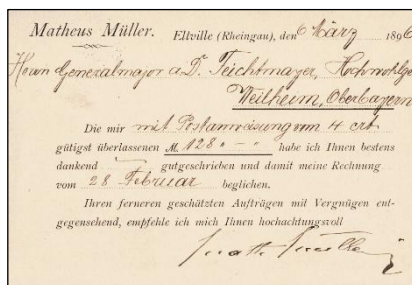 Matheus Müller. Eltville (Rheingau), den 6 März 1896
Herrn Generalmajor a.D. Teichtmayer, Hochwohlge
Weilheim, Oberbayern
Die mir mit Postanweisung vom 4 crt.
gütigst überlassenen M. 128 „ – „ habe ich Ihnen bestens
dankend gutgeschrieben und damit meine Rechnung
vom 28 Februar beglichen.
Ihren ferneren geschätzten Aufträgen mit Vergnügen ent-
gegensehend, empfehle ich mich Ihnen hochachtungsvoll
Math Müller